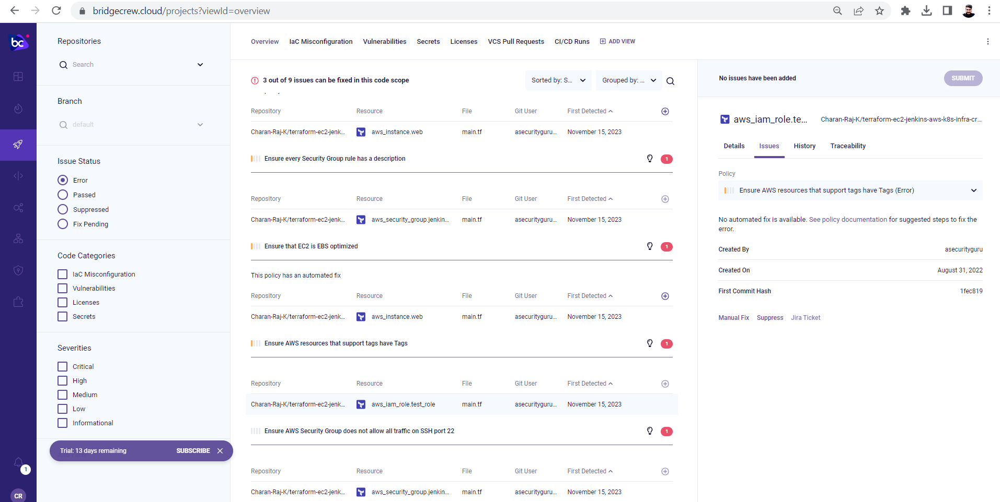 bridgecrew.cloud/projects?viewId=overview
bc
Repositories
Search
Branch
default
Issue Status
Error
Passed
Suppressed
Fix Pending
Code Categories
IaC Misconfiguration
Vulnerabilities
Licenses
Secrets
Severities
Critical
High
Medium
Low
Informational
Trial: 13 days remaining SUBSCRIBE
1
CR
Overview IaC Misconfiguration Vulnerabilities Secrets Licenses VCS Pull Requests CI/CD Runs ADD VIEW
3 out of 9 issues can be fixed in this code scope Sorted by: S... Grouped by: ...
Repository Resource File Git User First Detected
Charan-Raj-K/terraform-ec2-jenk... aws_instance.web main.tf asecurityguru... November 15, 2023
Ensure every Security Group rule has a description 1
Repository Resource File Git User First Detected
Charan-Raj-K/terraform-ec2-jenk... aws_security_group.jenkin... main.tf asecurityguru... November 15, 2023
Ensure that EC2 is EBS optimized 1
This policy has an automated fix
Repository Resource File Git User First Detected
Charan-Raj-K/terraform-ec2-jenk... aws_instance.web main.tf asecurityguru... November 15, 2023
Ensure AWS resources that support tags have Tags 1
Repository Resource File Git User First Detected
Charan-Raj-K/terraform-ec2-jenk... aws_iam_role.test_role main.tf asecurityguru... November 15, 2023
Ensure AWS Security Group does not allow all traffic on SSH port 22 1
Repository Resource File Git User First Detected
Charan-Raj-K/terraform-ec2-jenk... aws_security_group.jenkin... main.tf asecurityguru... November 15, 2023
No issues have been added SUBMIT
aws_iam_role.te... Charan-Raj-K/terraform-ec2-jenkins-aws-k8s-infra-cr...
Details Issues History Traceability
Policy
Ensure AWS resources that support tags have Tags (Error)
No automated fix is available. See policy documentation for suggested steps to fix the
error.
Created By asecurityguru
Created On August 31, 2022
First Commit Hash 1fec819
Manual Fix Suppress Jira Ticket